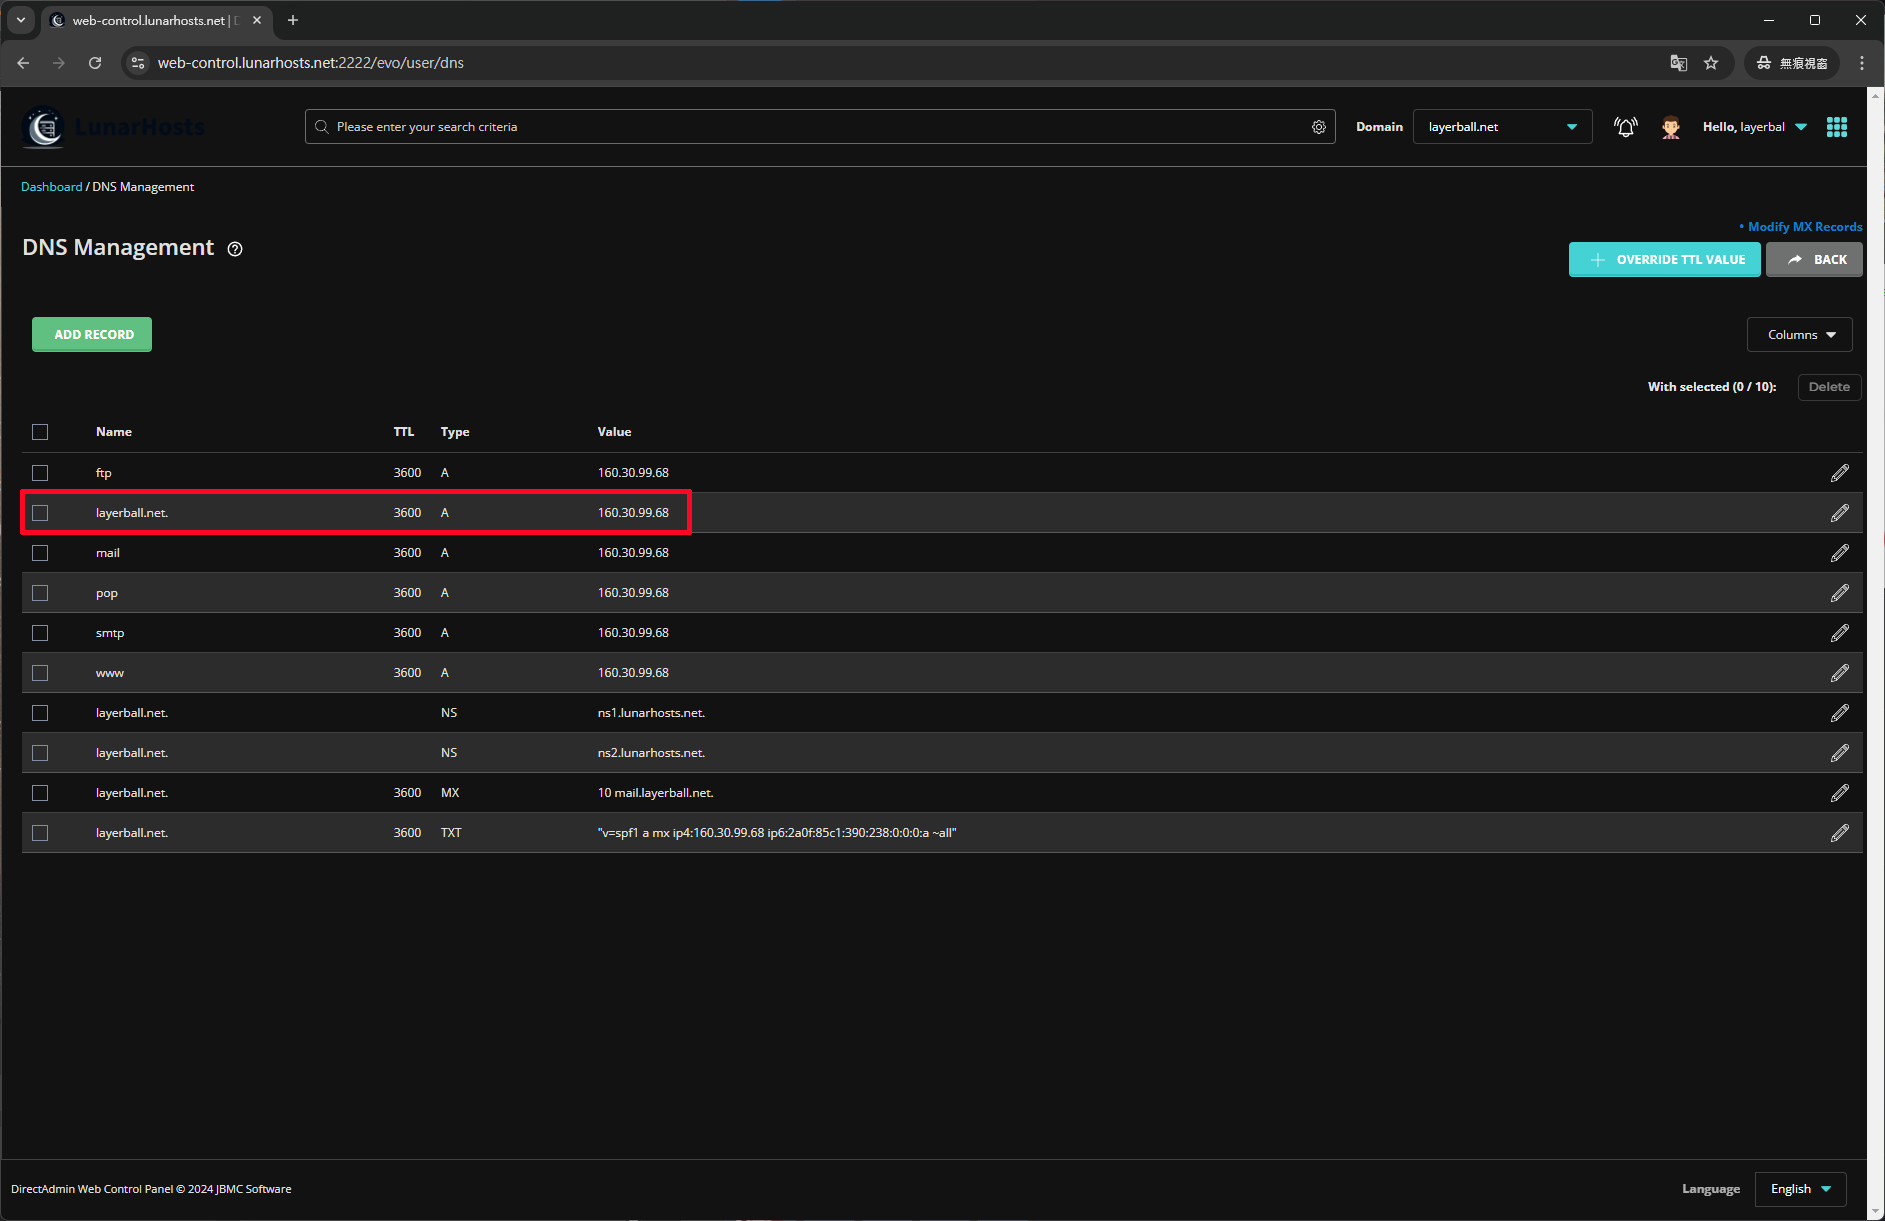 web-control.lunarhosts.net | D
web-control.lunarhosts.net:2222/evo/user/dns
無痕視窗
LunarHosts
Please enter your search criteria
Domain
layerball.net
Hello, layerbal
Dashboard / DNS Management
• Modify MX Records
DNS Management
OVERRIDE TTL VALUE
BACK
ADD RECORD
Columns
With selected (0 / 10):
Delete
Name TTL Type Value
ftp 3600 A 160.30.99.68
layerball.net. 3600 A 160.30.99.68
mail 3600 A 160.30.99.68
pop 3600 A 160.30.99.68
smtp 3600 A 160.30.99.68
www 3600 A 160.30.99.68
layerball.net. NS ns1.lunarhosts.net.
layerball.net. NS ns2.lunarhosts.net.
layerball.net. 3600 MX 10 mail.layerball.net.
layerball.net. 3600 TXT "v=spf1 a mx ip4:160.30.99.68 ip6:2a0f:85c1:390:238:0:0:0:a ~all"
DirectAdmin Web Control Panel © 2024 JBMC Software
Language
English